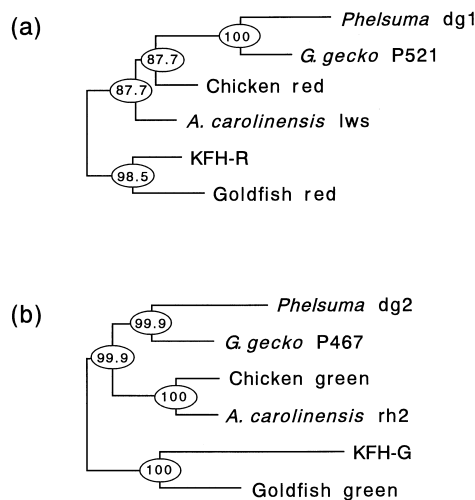 (a)
Phelsuma dg1
100
G. gecko P521
87.7
Chicken red
87.7
A. carolinensis lws
KFH-R
98.5
Goldfish red
(b)
Phelsuma dg2
99.9
G. gecko P467
99.9
Chicken green
100
A. carolinensis rh2
KFH-G
100
Goldfish green